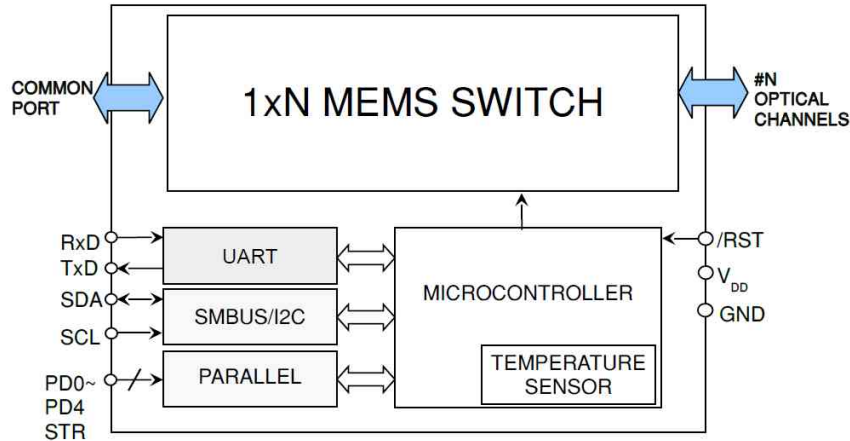 COMMON
PORT
1xN MEMS SWITCH
#N
OPTICAL
CHANNELS
RxD
TxD
SDA
SCL
PD0~
PD4
STR
UART
SMBUS/I2C
PARALLEL
MICROCONTROLLER
TEMPERATURE
SENSOR
/RST
VDD
GND